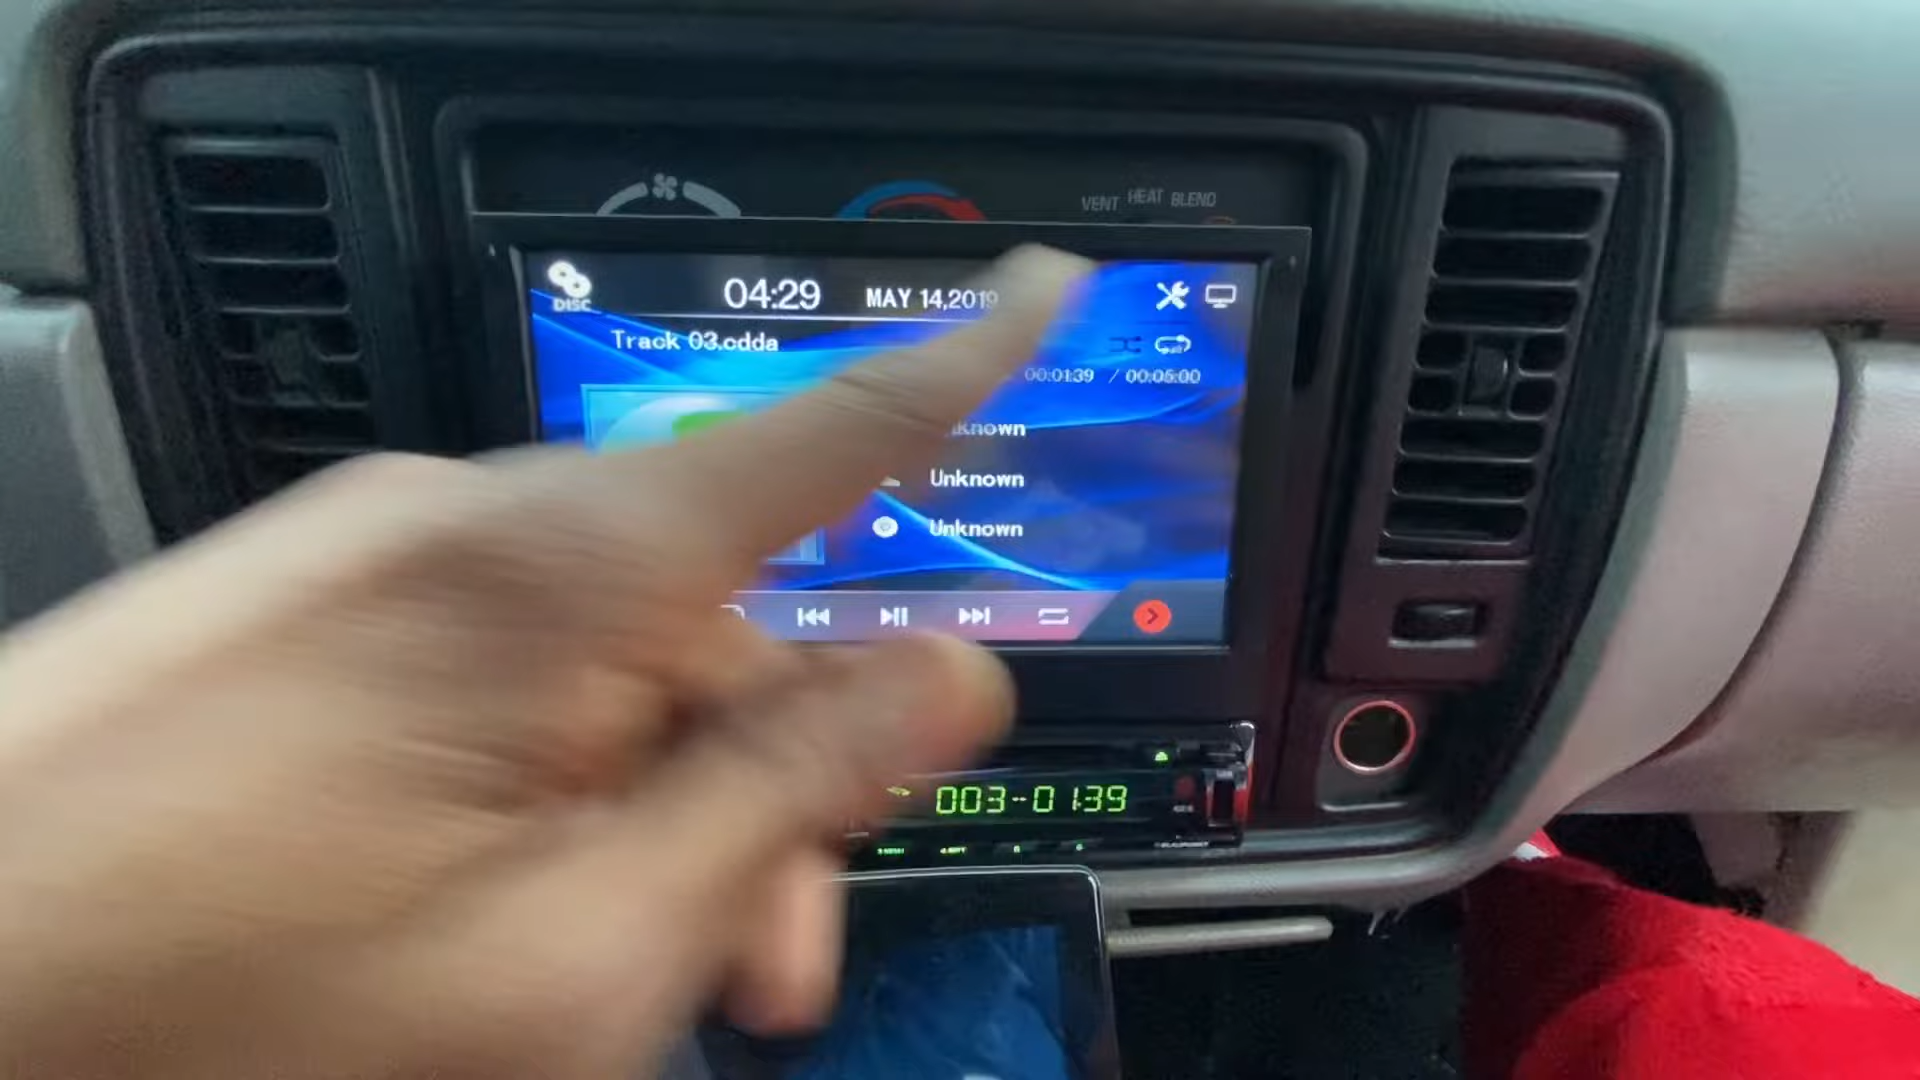 VENT HEAT BLEND
DISC 04:29 MAY 14,2019
Track 03.cdda
00:01:39 / 00:05:00
Unknown
Unknown
003-01:39